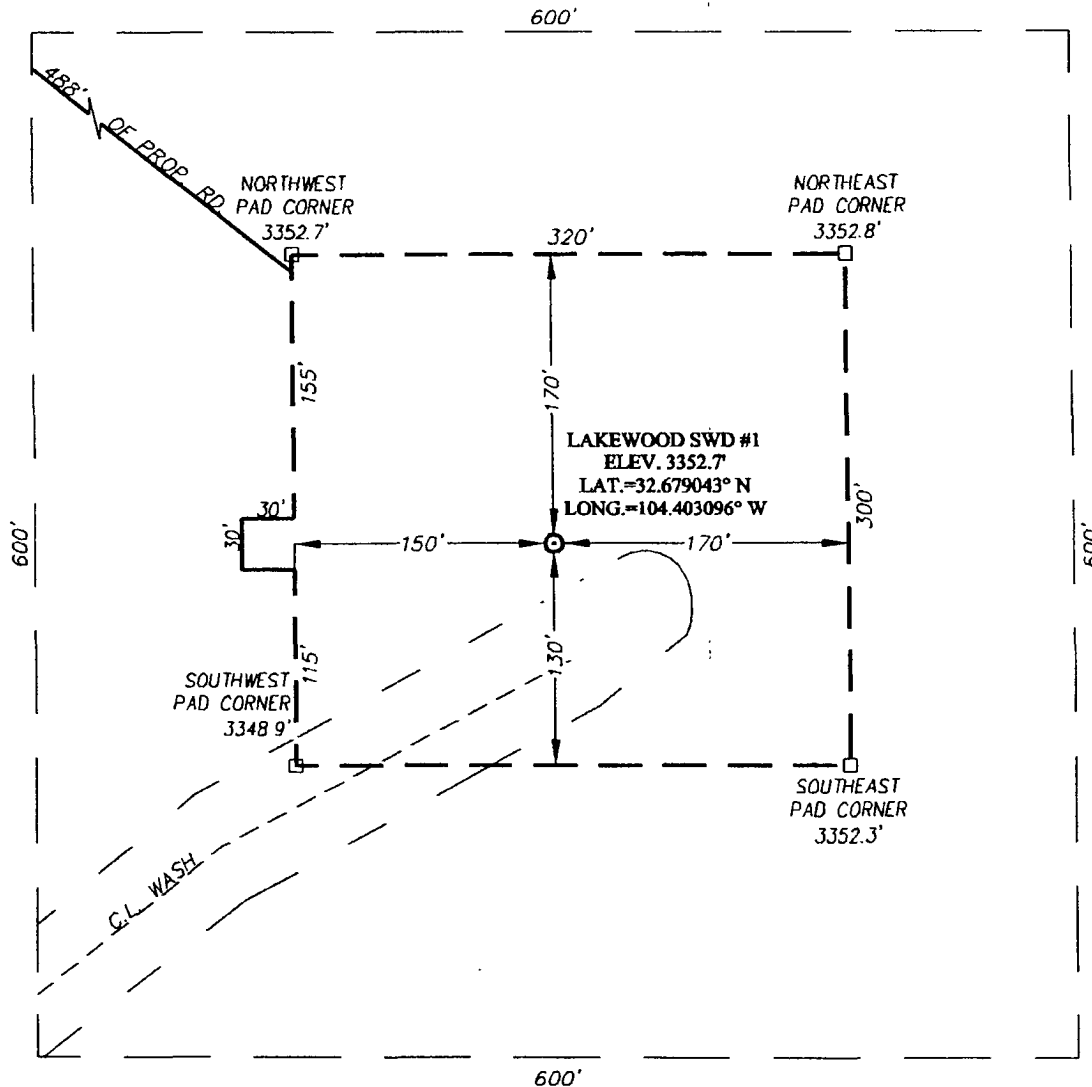 600'
488' OF PROP. RD.
NORTHWEST
PAD CORNER
3352.7'
NORTHEAST
PAD CORNER
3352.8'
320'
155'
170'
LAKEWOOD SWD #1
ELEV. 3352.7'
LAT.=32.679043° N
LONG.=104.403096° W
300'
30'
30'
600'
150'
170'
600'
115'
130'
SOUTHWEST
PAD CORNER
3348 9'
SOUTHEAST
PAD CORNER
3352.3'
C.L. WASH
600'